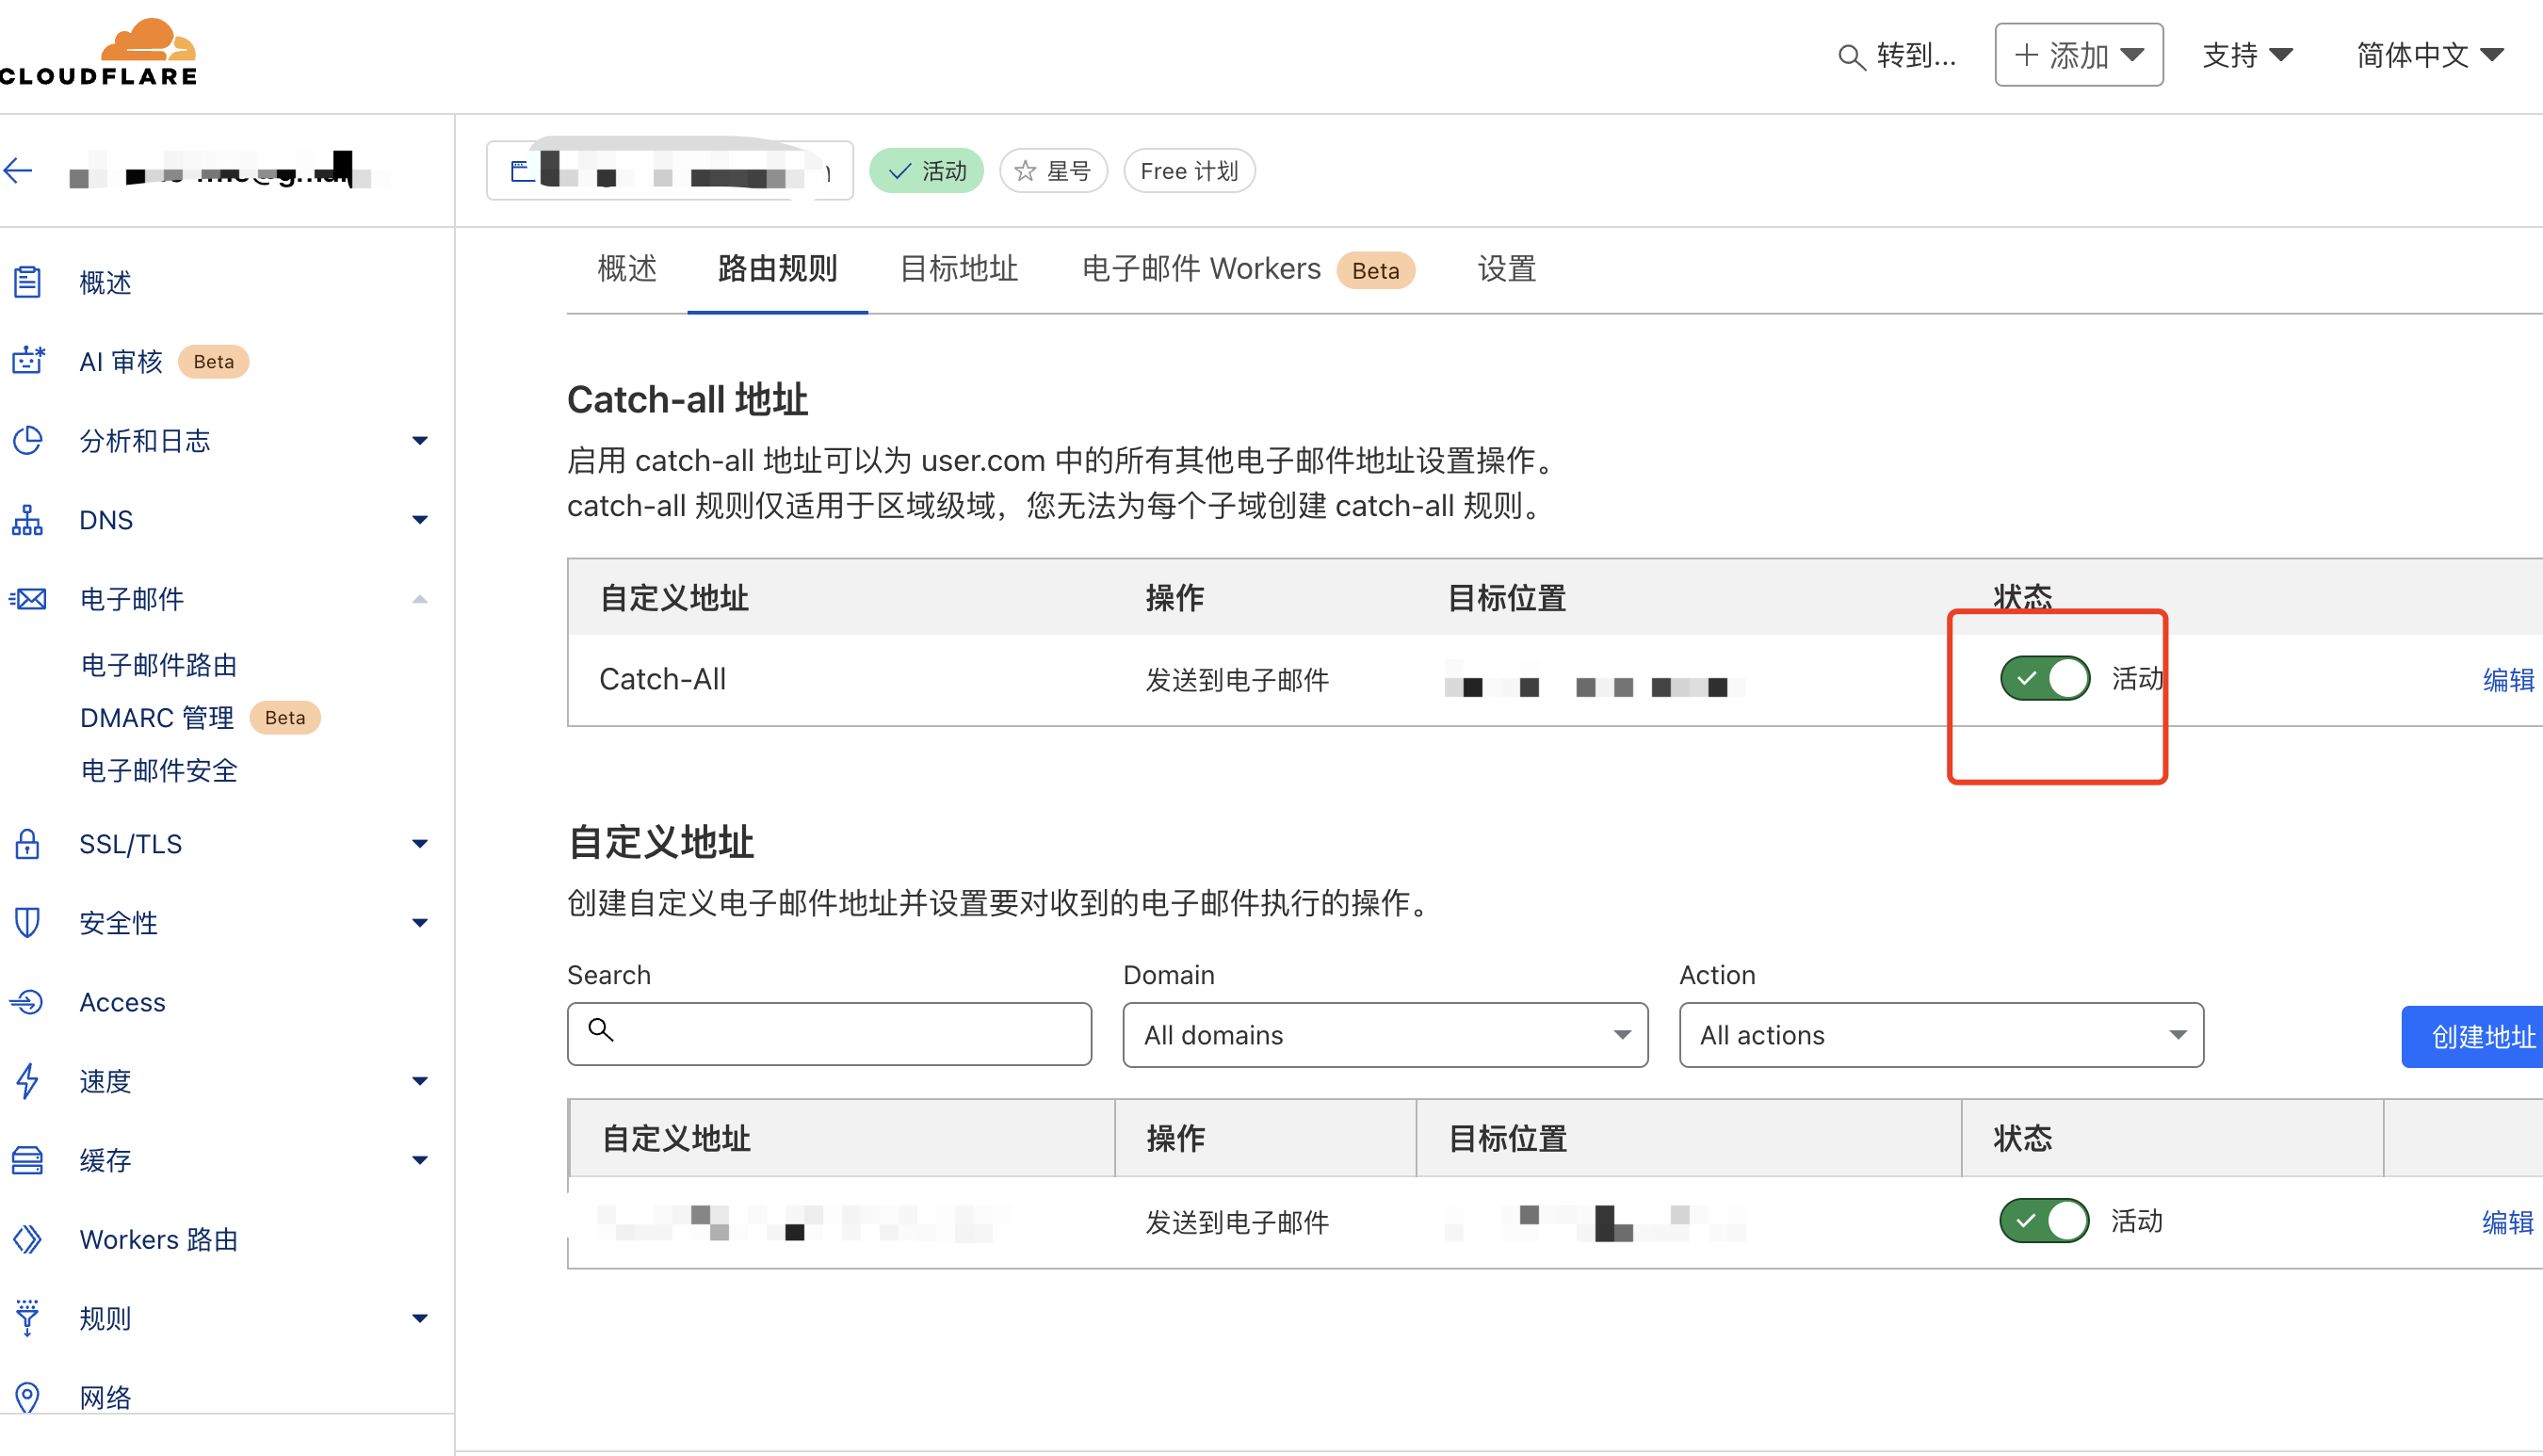 CLOUDFLARE
转到...
添加
支持
简体中文
活动
星号
Free 计划
概述
AI 审核 Beta
分析和日志
DNS
电子邮件
电子邮件路由
DMARC 管理 Beta
电子邮件安全
SSL/TLS
安全性
Access
速度
缓存
Workers 路由
规则
网络
概述
路由规则
目标地址
电子邮件 Workers Beta
设置
Catch-all 地址
启用 catch-all 地址可以为 user.com 中的所有其他电子邮件地址设置操作。
catch-all 规则仅适用于区域级域，您无法为每个子域创建 catch-all 规则。
自定义地址 操作 目标位置 状态
Catch-All 发送到电子邮件 活动 编辑
自定义地址
创建自定义电子邮件地址并设置要对收到的电子邮件执行的操作。
Search Domain Action
All domains All actions 创建地址
自定义地址 操作 目标位置 状态
发送到电子邮件 活动 编辑